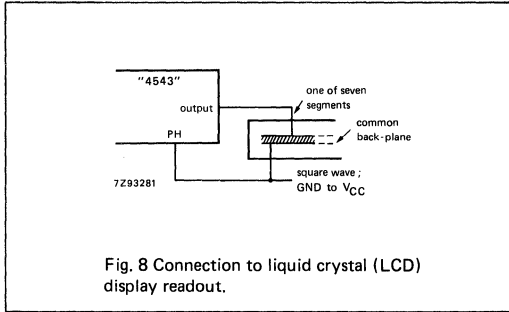 "4543"
output
PH
7Z93281
one of seven
segments
common
back-plane
square wave;
GND to VCC
Fig. 8 Connection to liquid crystal (LCD)
display readout.